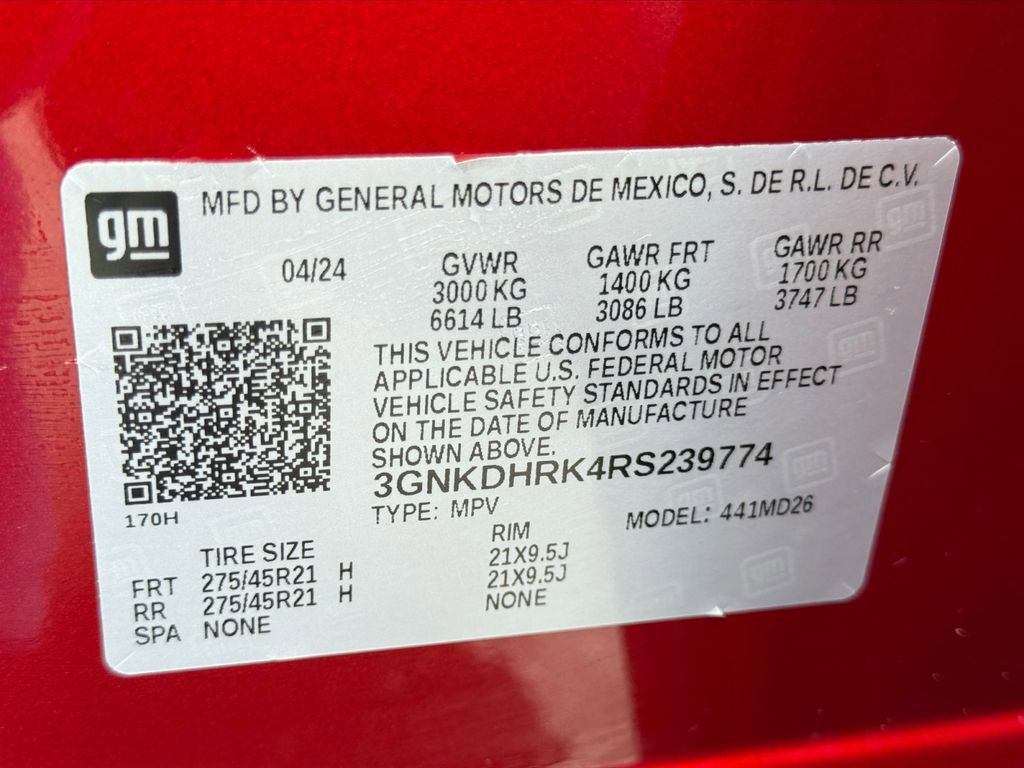 gm
MFD BY GENERAL MOTORS DE MEXICO, S. DE R.L. DE C.V.
04/24
GVWR
3000 KG
6614 LB
GAWR FRT
1400 KG
3086 LB
GAWR RR
1700 KG
3747 LB
THIS VEHICLE CONFORMS TO ALL
APPLICABLE U.S. FEDERAL MOTOR
VEHICLE SAFETY STANDARDS IN EFFECT
ON THE DATE OF MANUFACTURE
SHOWN ABOVE.
3GNKDHRK4RS239774
TYPE: MPV MODEL: 441MD26
170H
TIRE SIZE RIM
FRT 275/45R21 H 21X9.5J
RR 275/45R21 H 21X9.5J
SPA NONE NONE